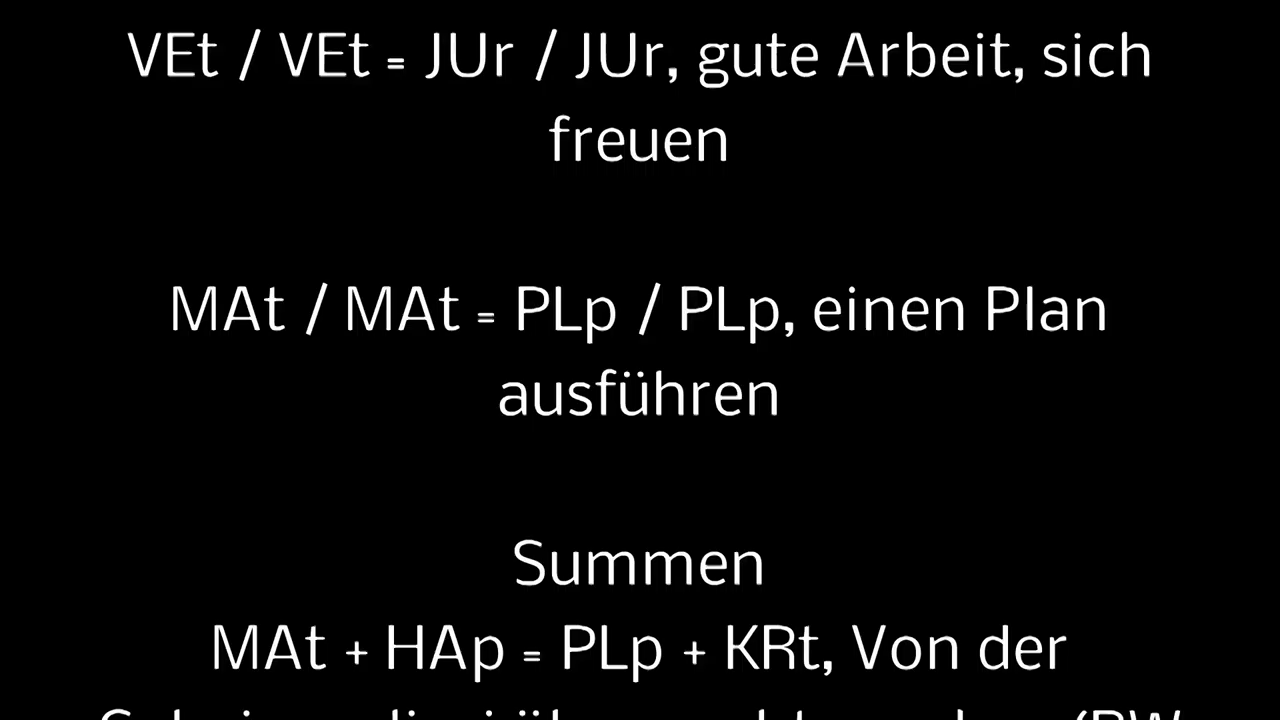 VEt / VEt = JUr / JUr, gute Arbeit, sich
freuen
MAt / MAt = PLp / PLp, einen Plan
ausführen
Summen
MAt + HAp = PLp + KRt, Von der